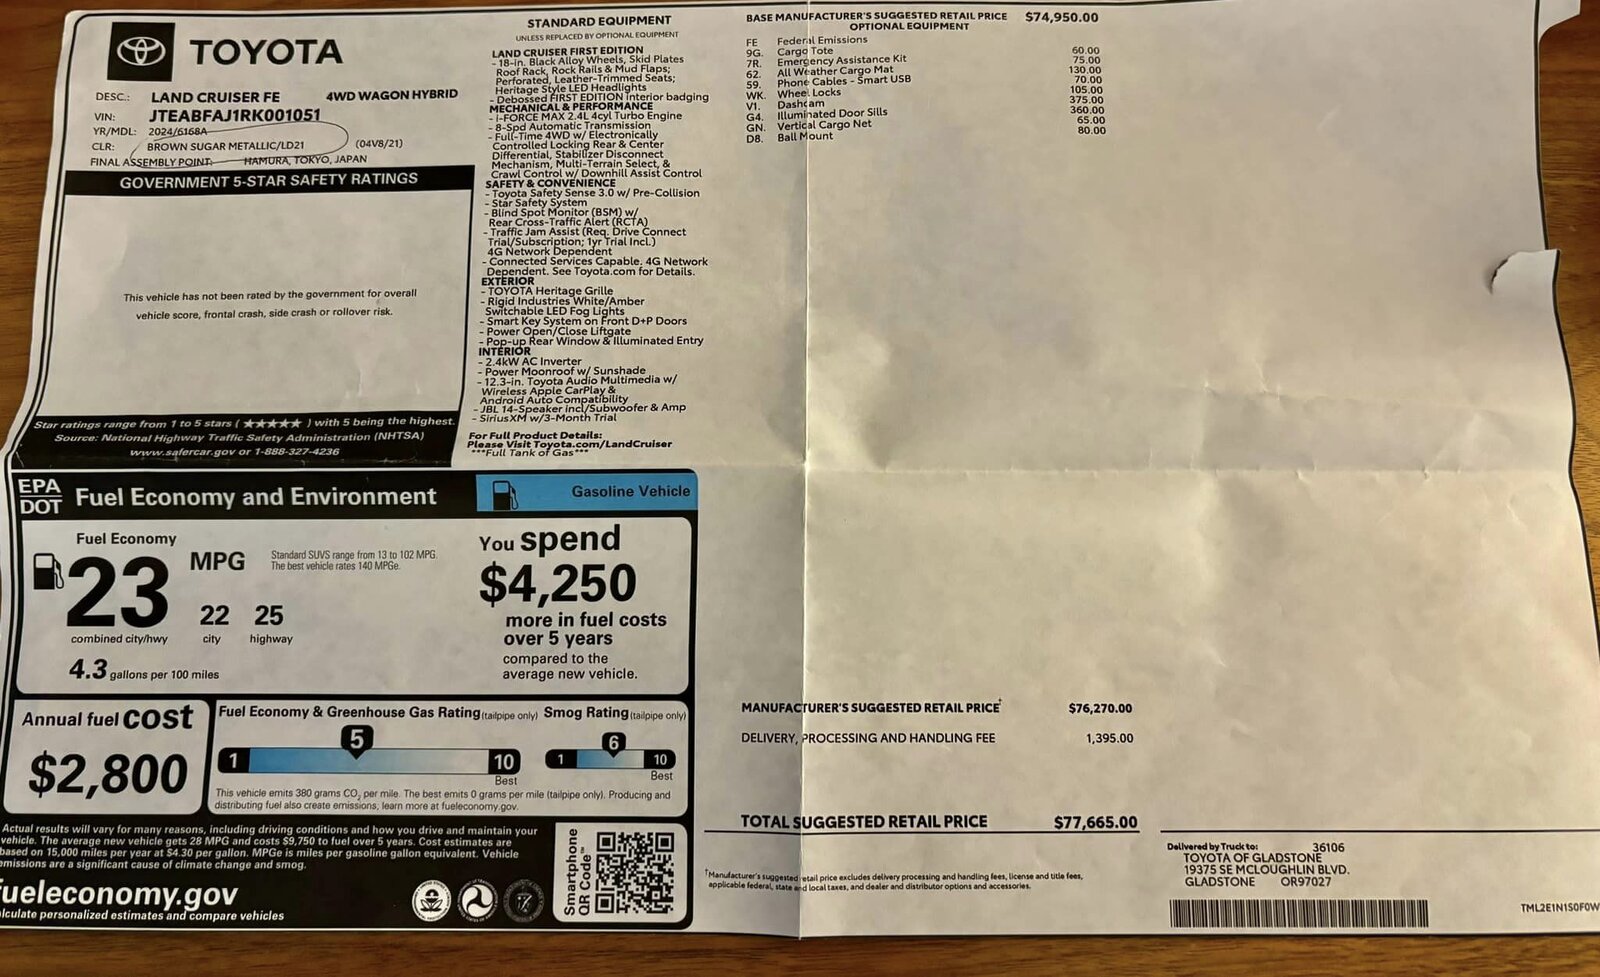 TOYOTA
DESC.: LAND CRUISER FE 4WD WAGON HYBRID
VIN: JTEABFAJ1RK001051
YR/MDL: 2024/6168A
CLR: BROWN SUGAR METALLIC/LD21 (04V8/21)
FINAL ASSEMBLY POINT: HAMURA, TOKYO, JAPAN
GOVERNMENT 5-STAR SAFETY RATINGS
This vehicle has not been rated by the government for overall
vehicle score, frontal crash, side crash or rollover risk.
Star ratings range from 1 to 5 stars ( ★★★★★ ) with 5 being the highest.
Source: National Highway Traffic Safety Administration (NHTSA)
www.safercar.gov or 1-888-327-4236
STANDARD EQUIPMENT
UNLESS REPLACED BY OPTIONAL EQUIPMENT
LAND CRUISER FIRST EDITION
- 18-in. Black Alloy Wheels, Skid Plates
Roof Rack, Rock Rails & Mud Flaps;
Perforated, Leather-Trimmed Seats;
Heritage Style LED Headlights
- Debossed FIRST EDITION Interior badging
MECHANICAL & PERFORMANCE
- i-FORCE MAX 2.4L 4cyl Turbo Engine
- 8-Spd Automatic Transmission
- Full-Time 4WD w/ Electronically
Controlled Locking Rear & Center
Differential, Stabilizer Disconnect
Mechanism, Multi-Terrain Select, &
Crawl Control w/ Downhill Assist Control
SAFETY & CONVENIENCE
- Toyota Safety Sense 3.0 w/ Pre-Collision
- Star Safety System
- Blind Spot Monitor (BSM) w/
Rear Cross-Traffic Alert (RCTA)
- Traffic Jam Assist (Req. Drive Connect
Trial/Subscription; 1yr Trial Incl.)
4G Network Dependent
- Connected Services Capable. 4G Network
Dependent. See Toyota.com for Details.
EXTERIOR
- TOYOTA Heritage Grille
- Rigid Industries White/Amber
Switchable LED Fog Lights
- Smart Key System on Front D+P Doors
- Power Open/Close Liftgate
- Pop-up Rear Window & Illuminated Entry
INTERIOR
- 2.4kW AC Inverter
- Power Moonroof w/ Sunshade
- 12.3-in. Toyota Audio Multimedia w/
Wireless Apple CarPlay &
Android Auto Compatibility
- JBL 14-Speaker incl/Subwoofer & Amp
- SiriusXM w/3-Month Trial
For Full Product Details:
Please Visit Toyota.com/LandCruiser
***Full Tank of Gas***
BASE MANUFACTURER'S SUGGESTED RETAIL PRICE $74,950.00
OPTIONAL EQUIPMENT
FE Federal Emissions
9G. Cargo Tote 60.00
7R. Emergency Assistance Kit 75.00
62. All Weather Cargo Mat 130.00
59. Phone Cables - Smart USB 70.00
WK. Wheel Locks 105.00
V1. Dashcam 375.00
G4. Illuminated Door Sills 360.00
GN. Vertical Cargo Net 65.00
D8. Ball Mount 80.00
EPA
DOT
Fuel Economy and Environment
Gasoline Vehicle
Fuel Economy
23 MPG
Standard SUVS range from 13 to 102 MPG.
The best vehicle rates 140 MPGe.
22 25
combined city/hwy city highway
4.3 gallons per 100 miles
You spend
$4,250
more in fuel costs
over 5 years
compared to the
average new vehicle.
Annual fuel cost
$2,800
Fuel Economy & Greenhouse Gas Rating (tailpipe only) Smog Rating (tailpipe only)
5 6
1 10 1 10
Best Best
This vehicle emits 380 grams CO2 per mile. The best emits 0 grams per mile (tailpipe only). Producing and
distributing fuel also create emissions; learn more at fueleconomy.gov.
Actual results will vary for many reasons, including driving conditions and how you drive and maintain your
vehicle. The average new vehicle gets 28 MPG and costs $9,750 to fuel over 5 years. Cost estimates are
based on 15,000 miles per year at $4.30 per gallon. MPGe is miles per gasoline gallon equivalent. Vehicle
emissions are a significant cause of climate change and smog.
fueleconomy.gov
lculate personalized estimates and compare vehicles
Smartphone
QR Code™
MANUFACTURER'S SUGGESTED RETAIL PRICE† $76,270.00
DELIVERY, PROCESSING AND HANDLING FEE 1,395.00
TOTAL SUGGESTED RETAIL PRICE $77,665.00
†Manufacturer's suggested retail price excludes delivery processing and handling fees, license and title fees,
applicable federal, state and local taxes, and dealer and distributor options and accessories.
Delivered by Truck to: 36106
TOYOTA OF GLADSTONE
19375 SE MCLOUGHLIN BLVD.
GLADSTONE OR97027
TML2E1N1S0F0W